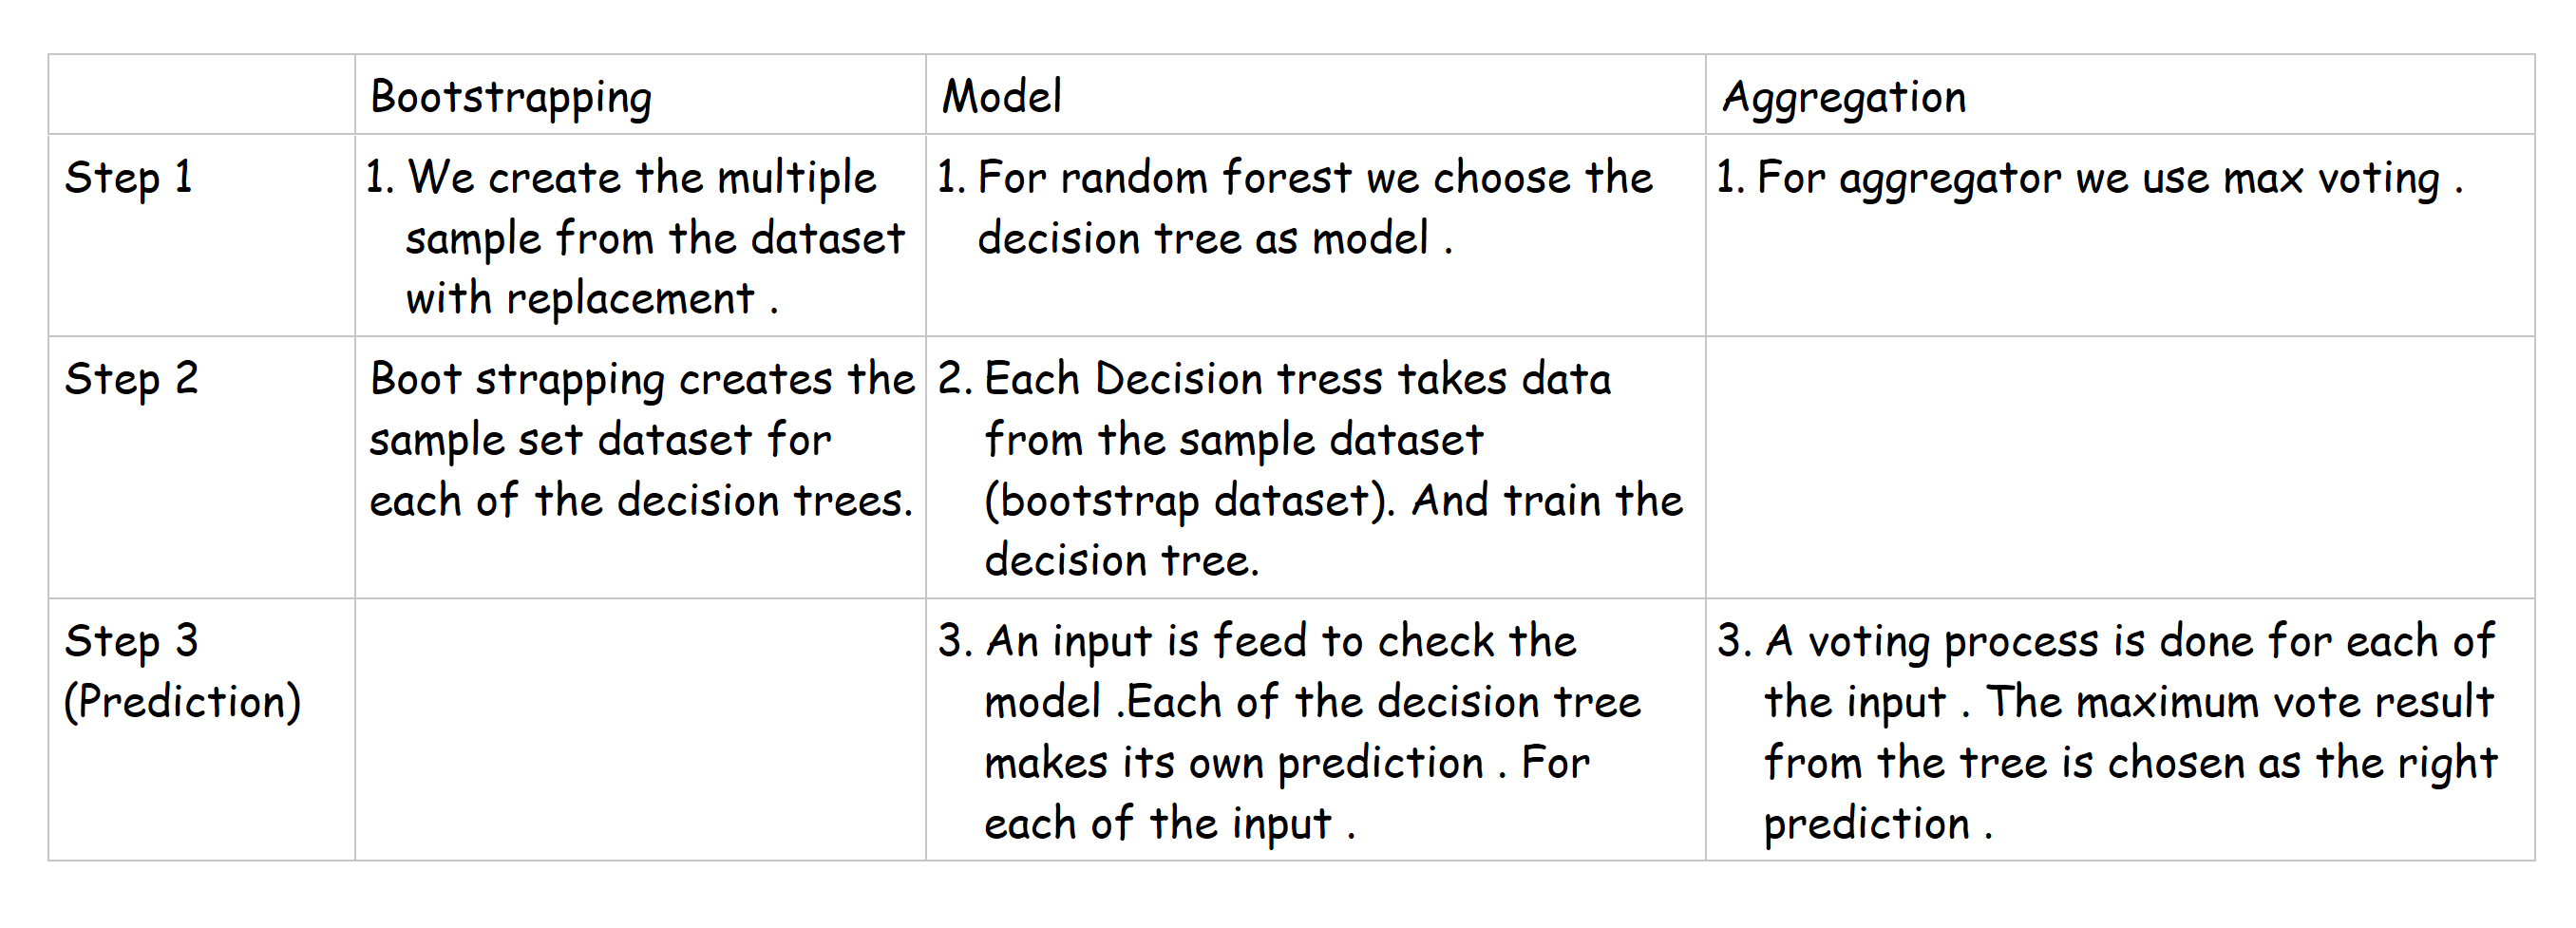 Bootstrapping
Model
Aggregation
Step 1
1. We create the multiple
sample from the dataset
with replacement .
1. For random forest we choose the
decision tree as model .
1. For aggregator we use max voting .
Step 2
Boot strapping creates the
sample set dataset for
each of the decision trees.
2. Each Decision tress takes data
from the sample dataset
(bootstrap dataset). And train the
decision tree.
Step 3
(Prediction)
3. An input is feed to check the
model .Each of the decision tree
makes its own prediction . For
each of the input .
3. A voting process is done for each of
the input . The maximum vote result
from the tree is chosen as the right
prediction .